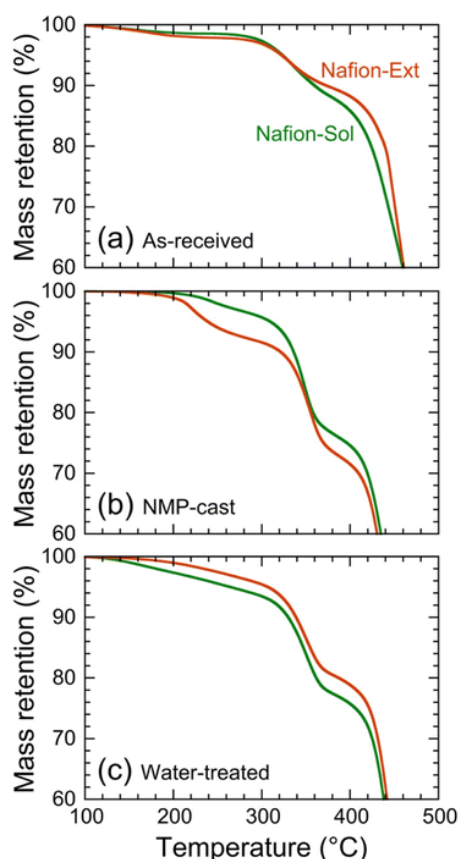 Mass retention (%)
100
90
80
70
60
Nafion-Ext
Nafion-Sol
(a) As-received
Mass retention (%)
100
90
80
70
60
(b) NMP-cast
Mass retention (%)
100
90
80
70
60
(c) Water-treated
100 200 300 400 500
Temperature (°C)